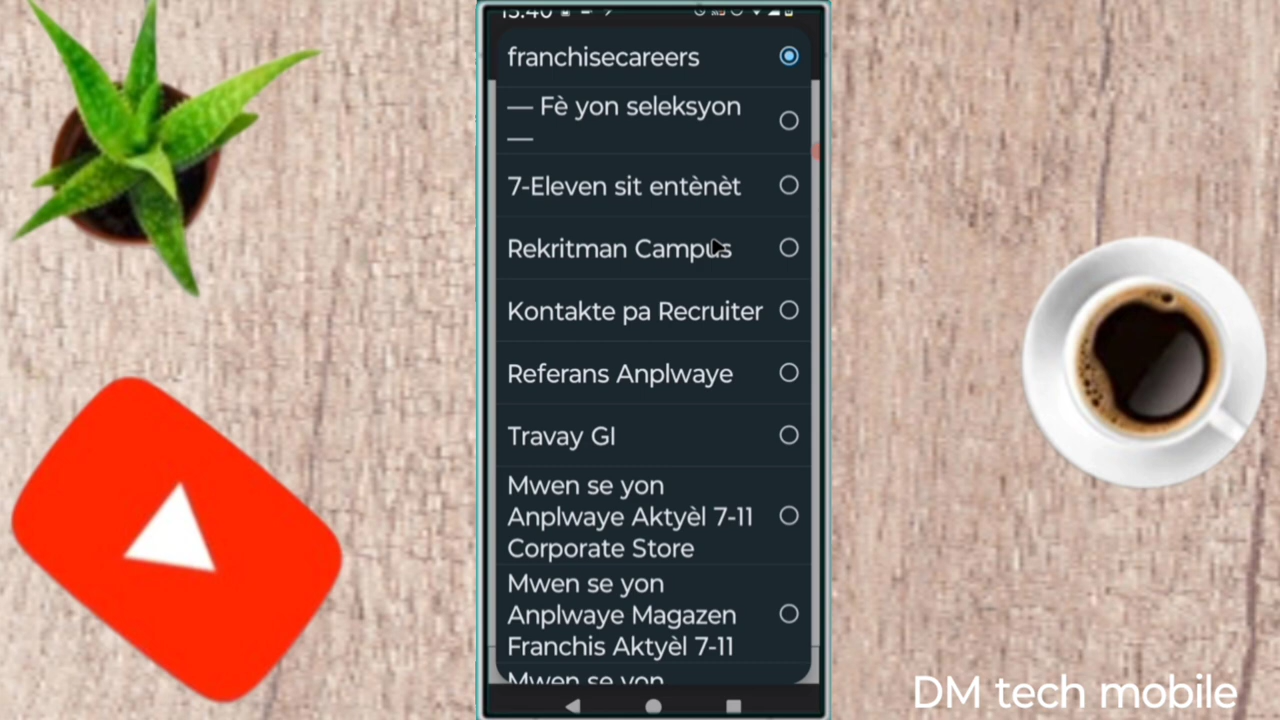 15:40
franchisecareers
— Fè yon seleksyon
—
7-Eleven sit entènèt
Rekritman Campus
Kontakte pa Recruiter
Referans Anplwaye
Travay GI
Mwen se yon
Anplwaye Aktyèl 7-11
Corporate Store
Mwen se yon
Anplwaye Magazen
Franchis Aktyèl 7-11
Mwen se yon
DM tech mobile